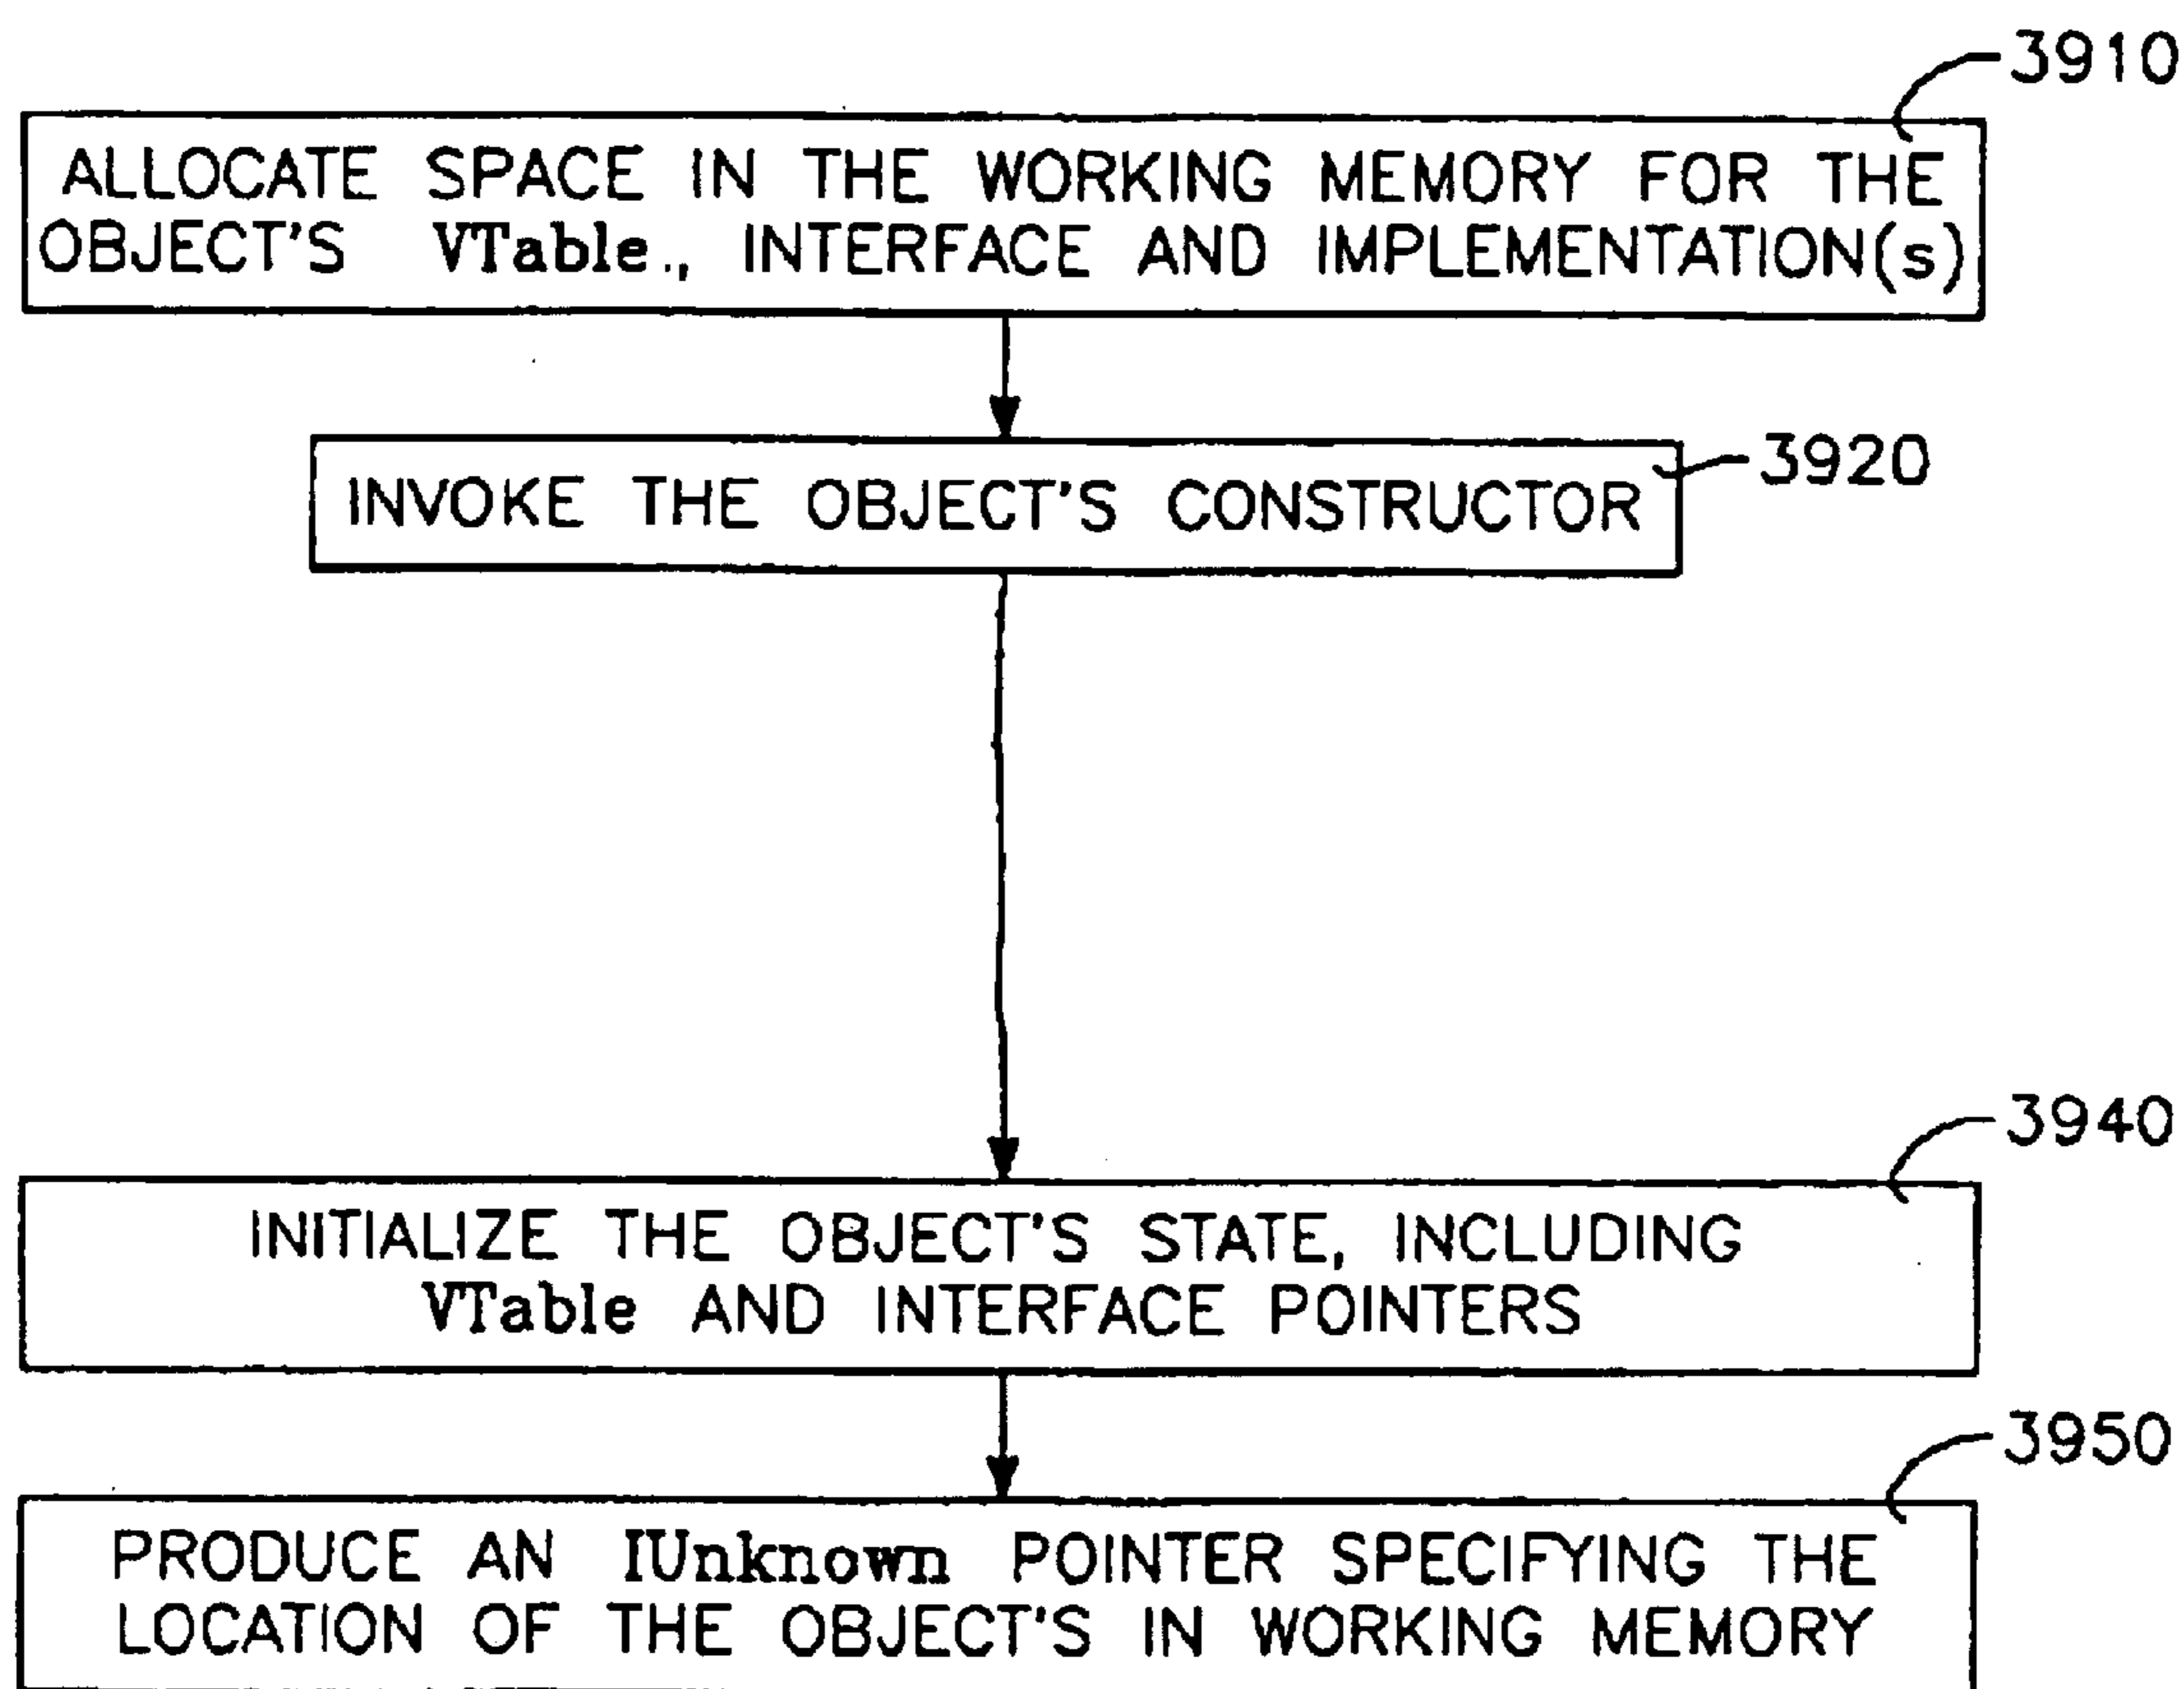 3910
ALLOCATE SPACE IN THE WORKING MEMORY FOR THE
OBJECT'S VTable., INTERFACE AND IMPLEMENTATION(s)
3920
INVOKE THE OBJECT'S CONSTRUCTOR
3940
INITIALIZE THE OBJECT'S STATE, INCLUDING
VTable AND INTERFACE POINTERS
3950
PRODUCE AN IUnknown POINTER SPECIFYING THE
LOCATION OF THE OBJECT'S IN WORKING MEMORY